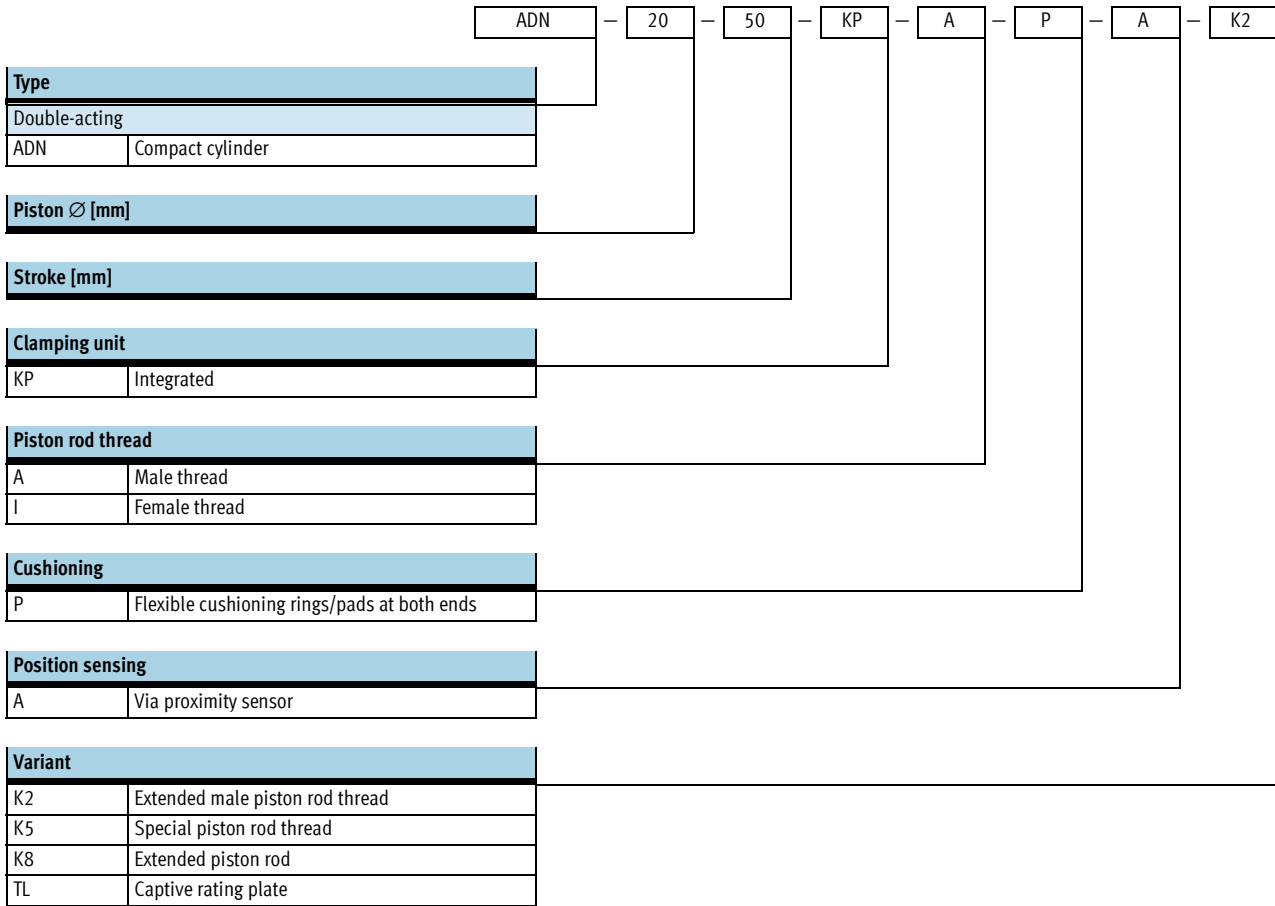 ADN – 20 – 50 – KP – A – P – A – K2
Type
Double-acting
ADN Compact cylinder
Piston ∅ [mm]
Stroke [mm]
Clamping unit
KP Integrated
Piston rod thread
A Male thread
I Female thread
Cushioning
P Flexible cushioning rings/pads at both ends
Position sensing
A Via proximity sensor
Variant
K2 Extended male piston rod thread
K5 Special piston rod thread
K8 Extended piston rod
TL Captive rating plate